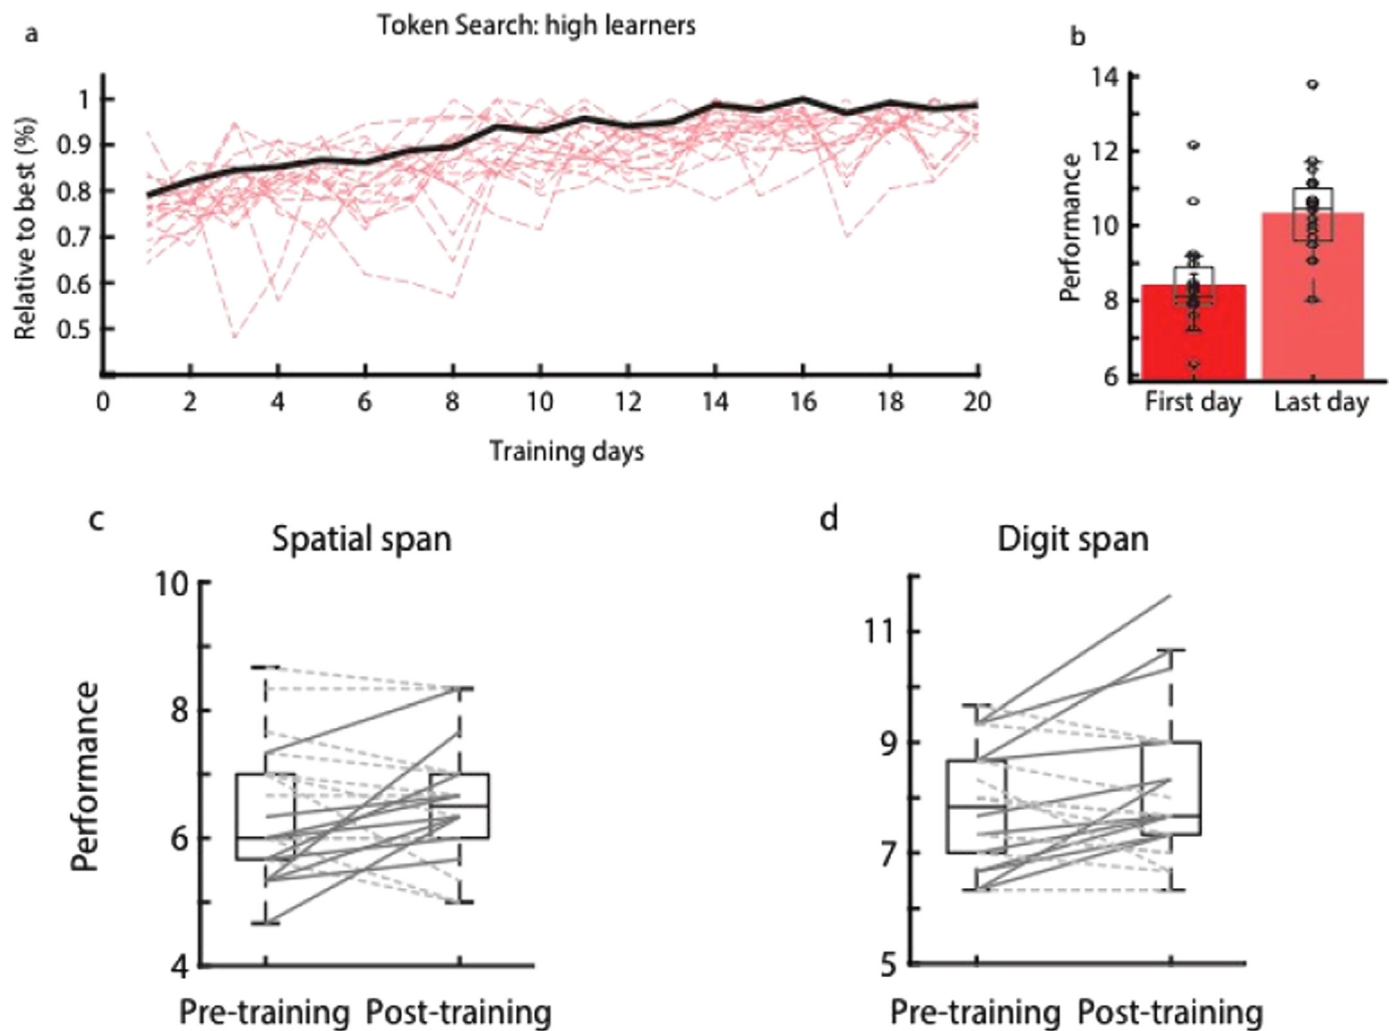 a
Token Search: high learners
Relative to best (%)
1
0.9
0.8
0.7
0.6
0.5
0 2 4 6 8 10 12 14 16 18 20
Training days
b
Performance
14
12
10
8
6
First day Last day
c
Spatial span
Performance
10
8
6
4
Pre-training Post-training
d
Digit span
11
9
7
5
Pre-training Post-training